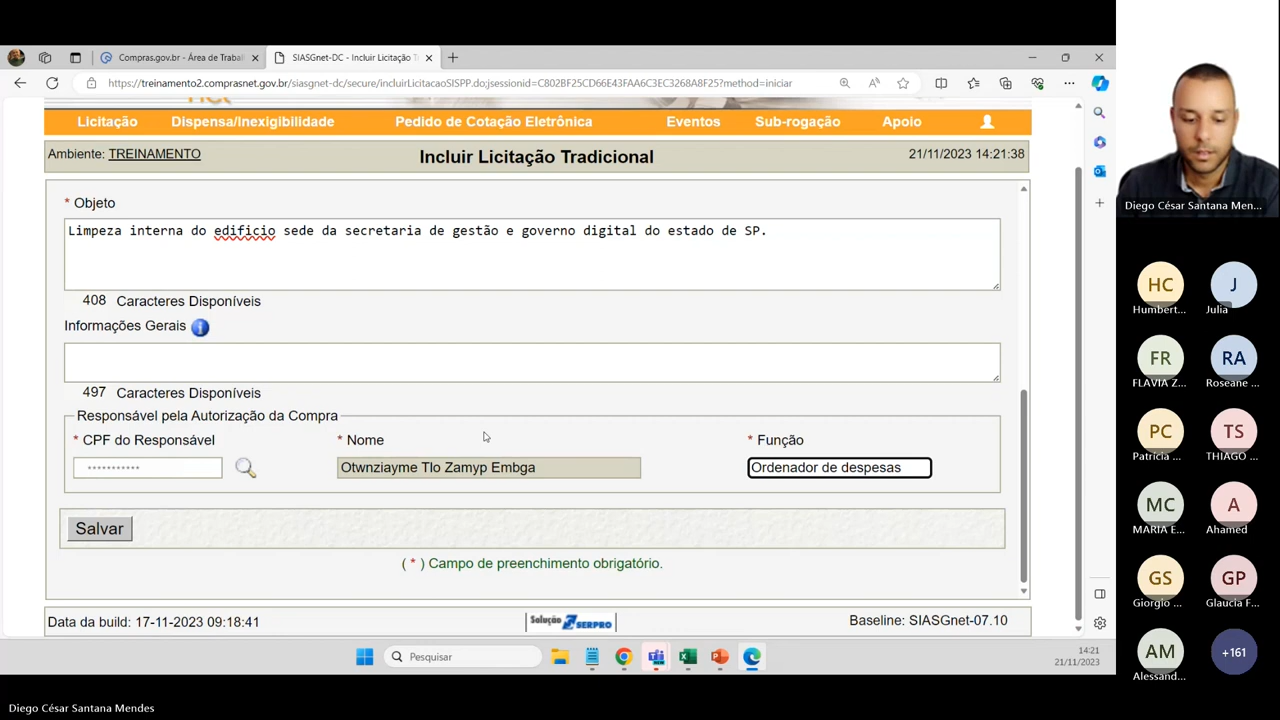 Compras.gov.br - Área de Trabal
SIASGnet-DC - Incluir Licitação T
https://treinamento2.comprasnet.gov.br/siasgnet-dc/secure/incluirLicitacaoSISPP.do;jsessionid=C802BF25CD66E43FAA6C3EC3268A8F25?method=iniciar
Licitação Dispensa/Inexigibilidade Pedido de Cotação Eletrônica Eventos Sub-rogação Apoio
Ambiente: TREINAMENTO Incluir Licitação Tradicional 21/11/2023 14:21:38
* Objeto
Limpeza interna do edificio sede da secretaria de gestão e governo digital do estado de SP.
408 Caracteres Disponíveis
Informações Gerais
497 Caracteres Disponíveis
Responsável pela Autorização da Compra
* CPF do Responsável * Nome * Função
••••••••••• Otwnziayme Tlo Zamyp Embga Ordenador de despesas
Salvar
( * ) Campo de preenchimento obrigatório.
Data da build: 17-11-2023 09:18:41 Solução SERPRO Baseline: SIASGnet-07.10
Pesquisar
14:21
21/11/2023
Diego César Santana Men...
HC J
Humbert... Julia
FR RA
FLAVIA Z... Roseane ...
PC TS
Patrícia ... THIAGO ...
MC A
MARIA E... Ahamed
GS GP
Giorgio ... Glaucia F...
AM +161
Alessand...
Diego César Santana Mendes